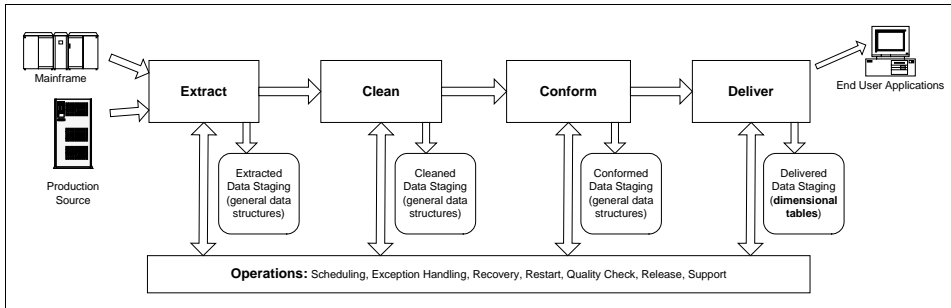 Mainframe
Production
Source
Extract
Clean
Conform
Deliver
End User Applications
Extracted
Data Staging
(general data
structures)
Cleaned
Data Staging
(general data
structures)
Conformed
Data Staging
(general data
structures)
Delivered
Data Staging
(dimensional
tables)
Operations: Scheduling, Exception Handling, Recovery, Restart, Quality Check, Release, Support